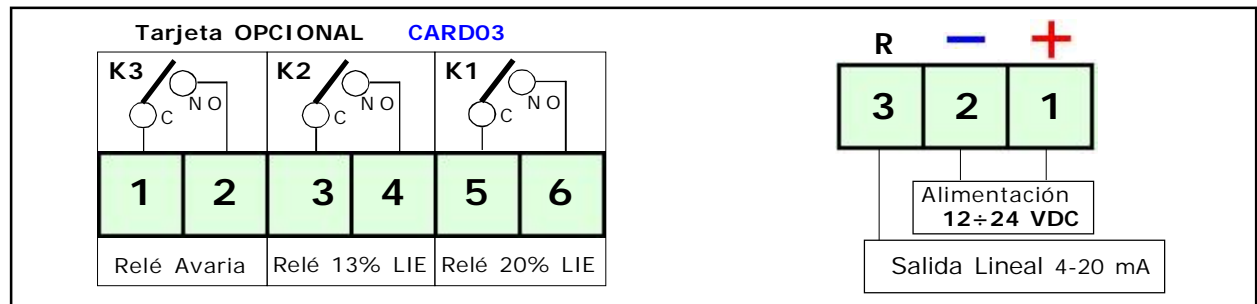 Tarjeta OPCIONAL CARD03
K3 K2 K1
NO NO NO
C C C
1 2 3 4 5 6
Relé Avaria Relé 13% LIE Relé 20% LIE
R − +
3 2 1
Alimentación
12÷24 VDC
Salida Lineal 4-20 mA